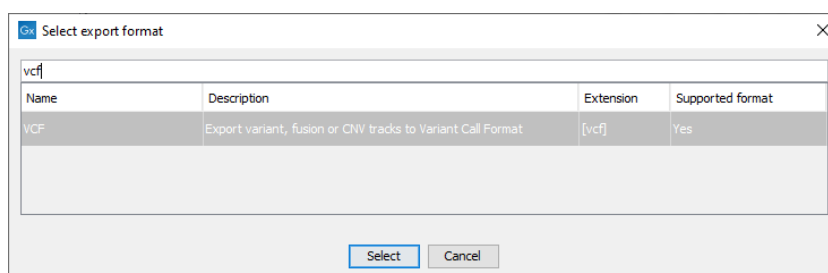 Gx Select export format
vcf
Name Description Extension Supported format
VCF Export variant, fusion or CNV tracks to Variant Call Format [vcf] Yes
Select Cancel